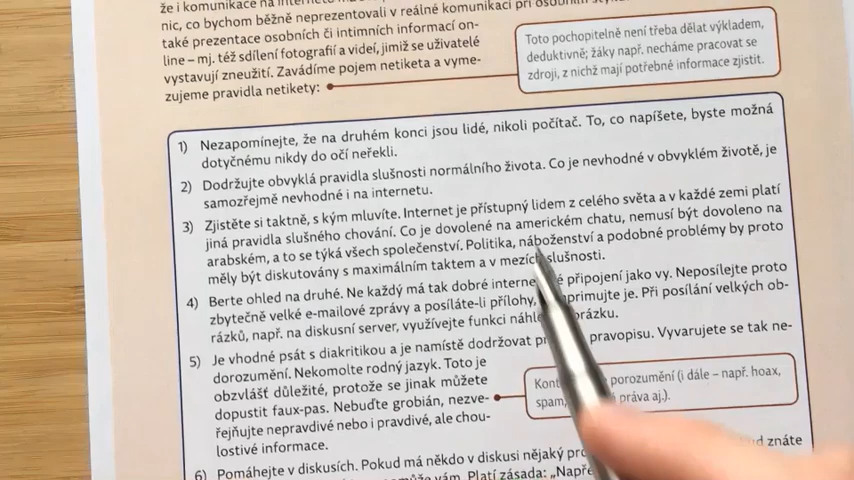 že i komunikace na internetu
nic, co bychom běžně neprezentovali v reálné komunikaci při osobním
také prezentace osobních či intimních informací on-
line – mj. též sdílení fotografií a videí, jimiž se uživatelé
vystavují zneužití. Zavádíme pojem netiketa a vyme-
zujeme pravidla netikety:
Toto pochopitelně není třeba dělat výkladem,
deduktivně; žáky např. necháme pracovat se
zdroji, z nichž mají potřebné informace zjistit.
1) Nezapomínejte, že na druhém konci jsou lidé, nikoli počítač. To, co napíšete, byste možná
dotyčnému nikdy do očí neřekli.
2) Dodržujte obvyklá pravidla slušnosti normálního života. Co je nevhodné v obvyklém životě, je
samozřejmě nevhodné i na internetu.
3) Zjistěte si taktně, s kým mluvíte. Internet je přístupný lidem z celého světa a v každé zemi platí
jiná pravidla slušného chování. Co je dovolené na americkém chatu, nemusí být dovoleno na
arabském, a to se týká všech společenství. Politika, náboženství a podobné problémy by proto
měly být diskutovány s maximálním taktem a v mezích slušnosti.
4) Berte ohled na druhé. Ne každý má tak dobré připojení jako vy. Neposílejte proto
zbytečně velké e-mailové zprávy a posíláte-li přílohy, je. Při posílání velkých ob-
rázků, např. na diskusní server, využívejte funkci
5) Je vhodné psát s diakritikou a je namístě dodržovat pravopisu. Vyvarujete se tak ne-
dorozumění. Nekomolte rodný jazyk. Toto je
obzvlášť důležité, protože se jinak můžete
dopustit faux-pas. Nebuďte grobián, nezve-
řejňujte nepravdivé nebo i pravdivé, ale chou-
lostivé informace.
porozumění (i dále – např. hoax,
spam, práva aj.).
6) Pomáhejte v diskusích. Pokud má někdo v diskusi nějaký znáte
vám. Platí zásada: